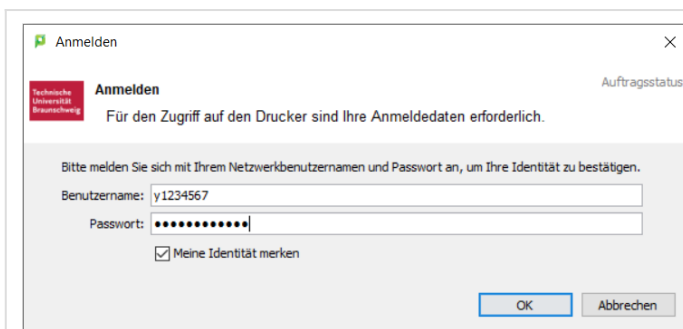 Anmelden
Technische
Universität
Braunschweig
Anmelden
Auftragsstatus
Für den Zugriff auf den Drucker sind Ihre Anmeldedaten erforderlich.
Bitte melden Sie sich mit Ihrem Netzwerkbenutzernamen und Passwort an, um Ihre Identität zu bestätigen.
Benutzername: y1234567
Passwort: ••••••••••••
Meine Identität merken
OK Abbrechen